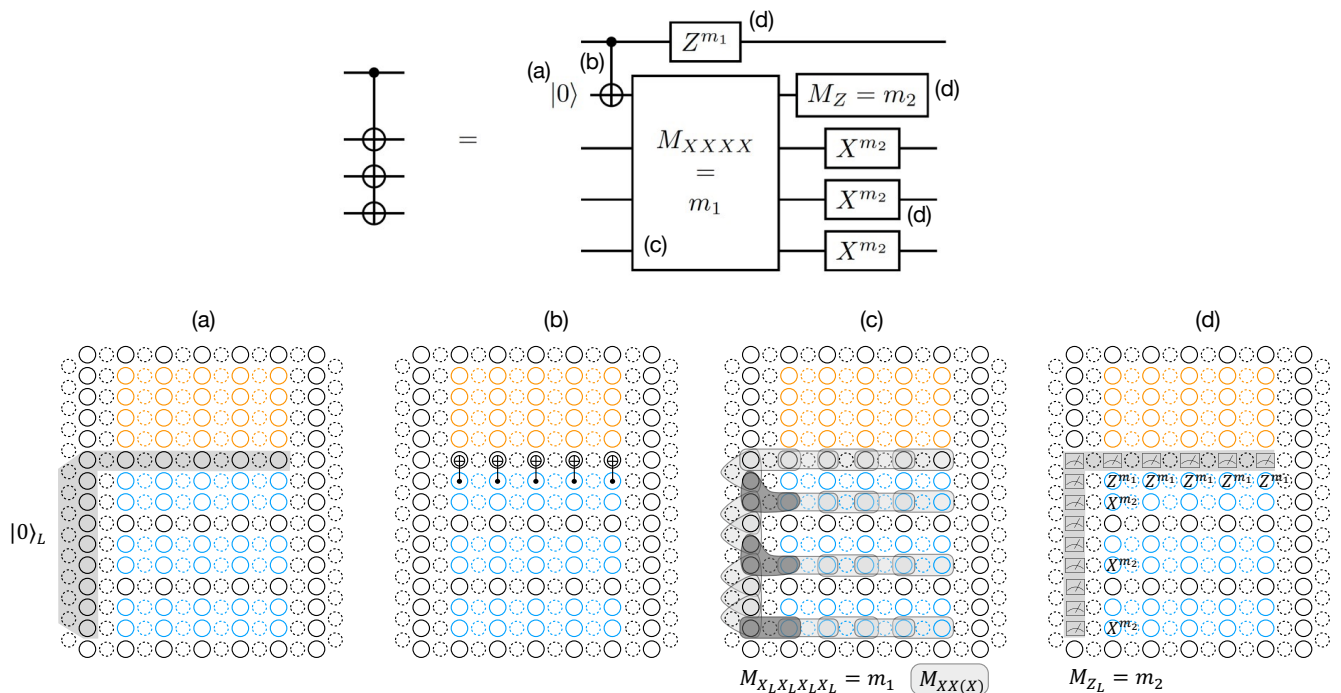 (d)
Z^{m_1}
(b)
(a)
|0⟩
M_Z = m_2
(d)
=
M_{XXXX}
=
m_1
X^{m_2}
X^{m_2}
(d)
(c)
X^{m_2}
(a) (b) (c) (d)
Z^{m_1} Z^{m_1} Z^{m_1} Z^{m_1} Z^{m_1}
X^{m_2}
|0⟩_L
X^{m_2}
X^{m_2}
M_{X_L X_L X_L X_L} = m_1 M_{XX(X)} M_{Z_L} = m_2